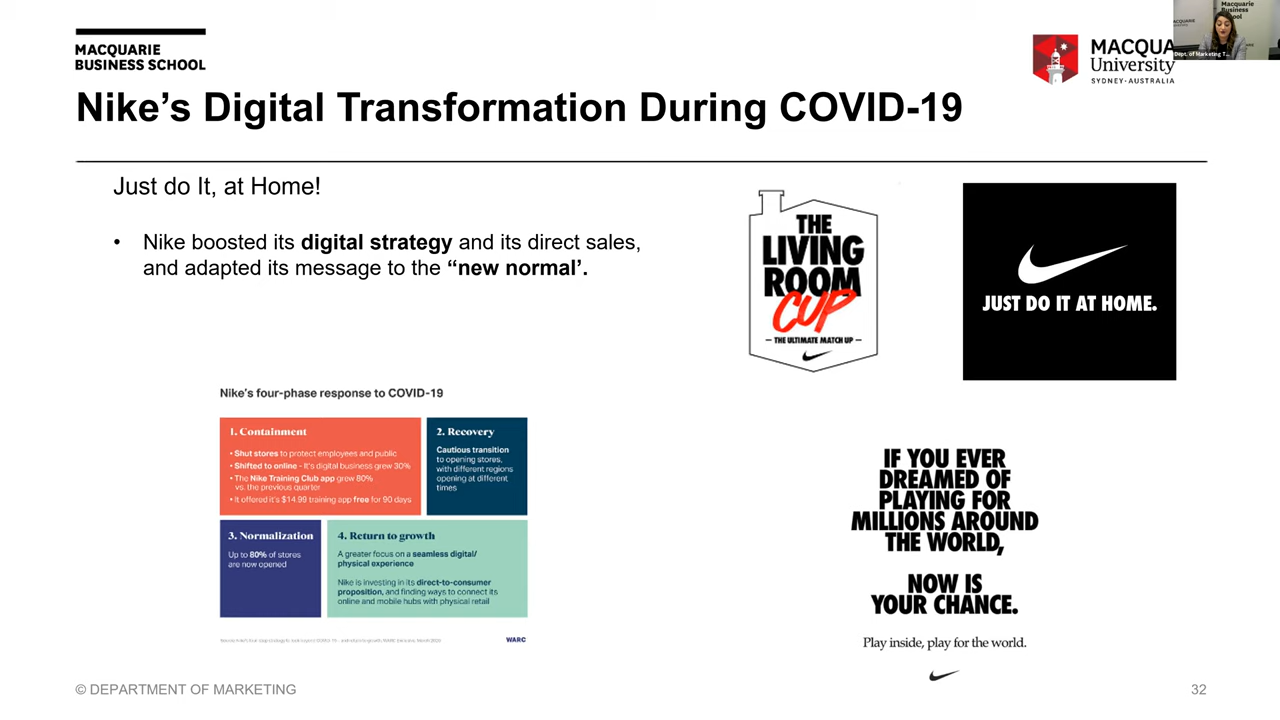 MACQUARIE
BUSINESS SCHOOL
MACQUA
University
SYDNEY-AUSTRALIA
Macquarie
Business
School
Dept. of Marketing T...
Nike's Digital Transformation During COVID-19
Just do It, at Home!
• Nike boosted its digital strategy and its direct sales,
and adapted its message to the “new normal’.
THE
LIVING
ROOM
CUP
— THE ULTIMATE MATCH UP —
JUST DO IT AT HOME.
Nike's four-phase response to COVID-19
1. Containment
• Shut stores to protect employees and public
• Shifted to online - It's digital business grew 30%
• The Nike Training Club app grew 80%
vs. the previous quarter
• It offered it's $14.99 training app free for 90 days
2. Recovery
Cautious transition
to opening stores,
with different regions
opening at different
times
3. Normalization
Up to 80% of stores
are now opened
4. Return to growth
A greater focus on a seamless digital/
physical experience
Nike is investing in its direct-to-consumer
proposition, and finding ways to connect its
online and mobile hubs with physical retail
WARC
IF YOU EVER
DREAMED OF
PLAYING FOR
MILLIONS AROUND
THE WORLD,
NOW IS
YOUR CHANCE.
Play inside, play for the world.
© DEPARTMENT OF MARKETING
32